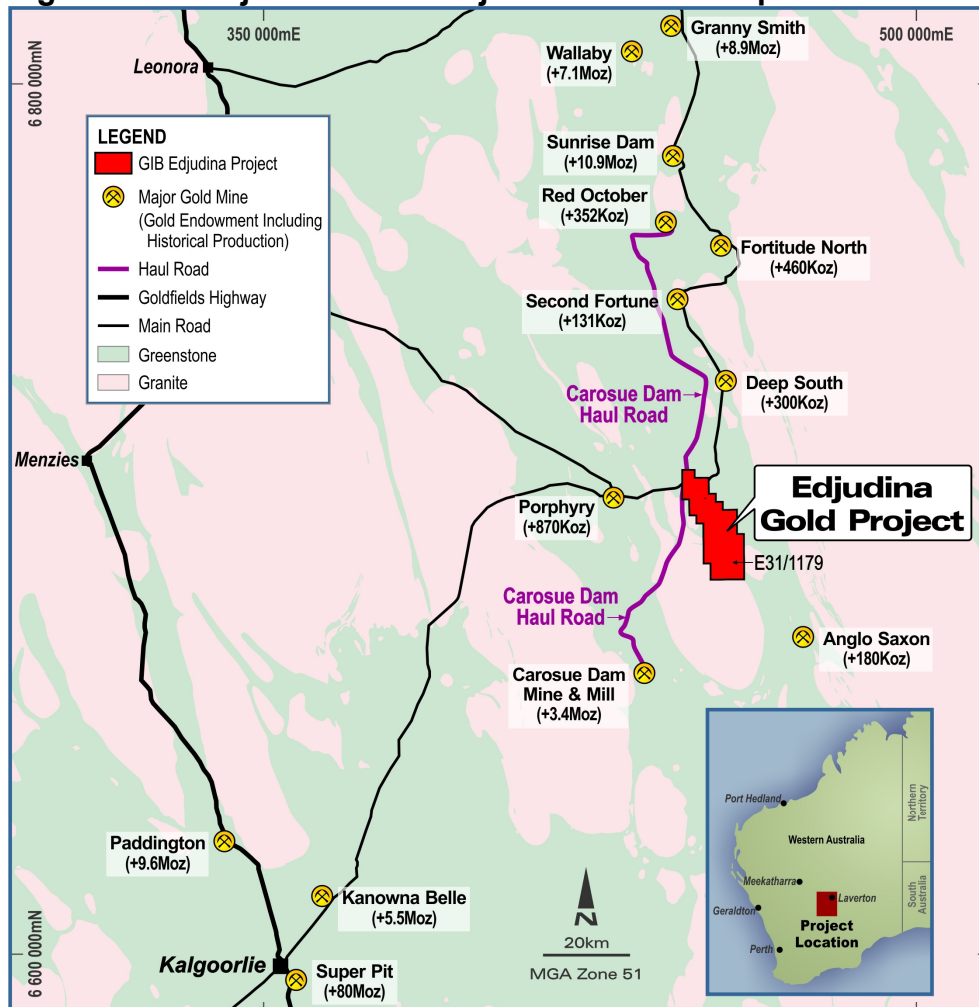 350 000mE
500 000mE
6 800 000mN
6 600 000mN
Leonora
Granny Smith
(+8.9Moz)
Wallaby
(+7.1Moz)
LEGEND
GIB Edjudina Project
Major Gold Mine
(Gold Endowment Including
Historical Production)
Haul Road
Goldfields Highway
Main Road
Greenstone
Granite
Sunrise Dam
(+10.9Moz)
Red October
(+352Koz)
Fortitude North
(+460Koz)
Second Fortune
(+131Koz)
Deep South
(+300Koz)
Carosue Dam
Haul Road
Menzies
Porphyry
(+870Koz)
Edjudina
Gold Project
E31/1179
Carosue Dam
Haul Road
Anglo Saxon
(+180Koz)
Carosue Dam
Mine & Mill
(+3.4Moz)
Paddington
(+9.6Moz)
Kanowna Belle
(+5.5Moz)
Kalgoorlie
Super Pit
(+80Moz)
N
20km
MGA Zone 51
Port Hedland
Northern
Territory
Western Australia
Meekatharra
Laverton
South
Australia
Geraldton
Project
Location
Perth